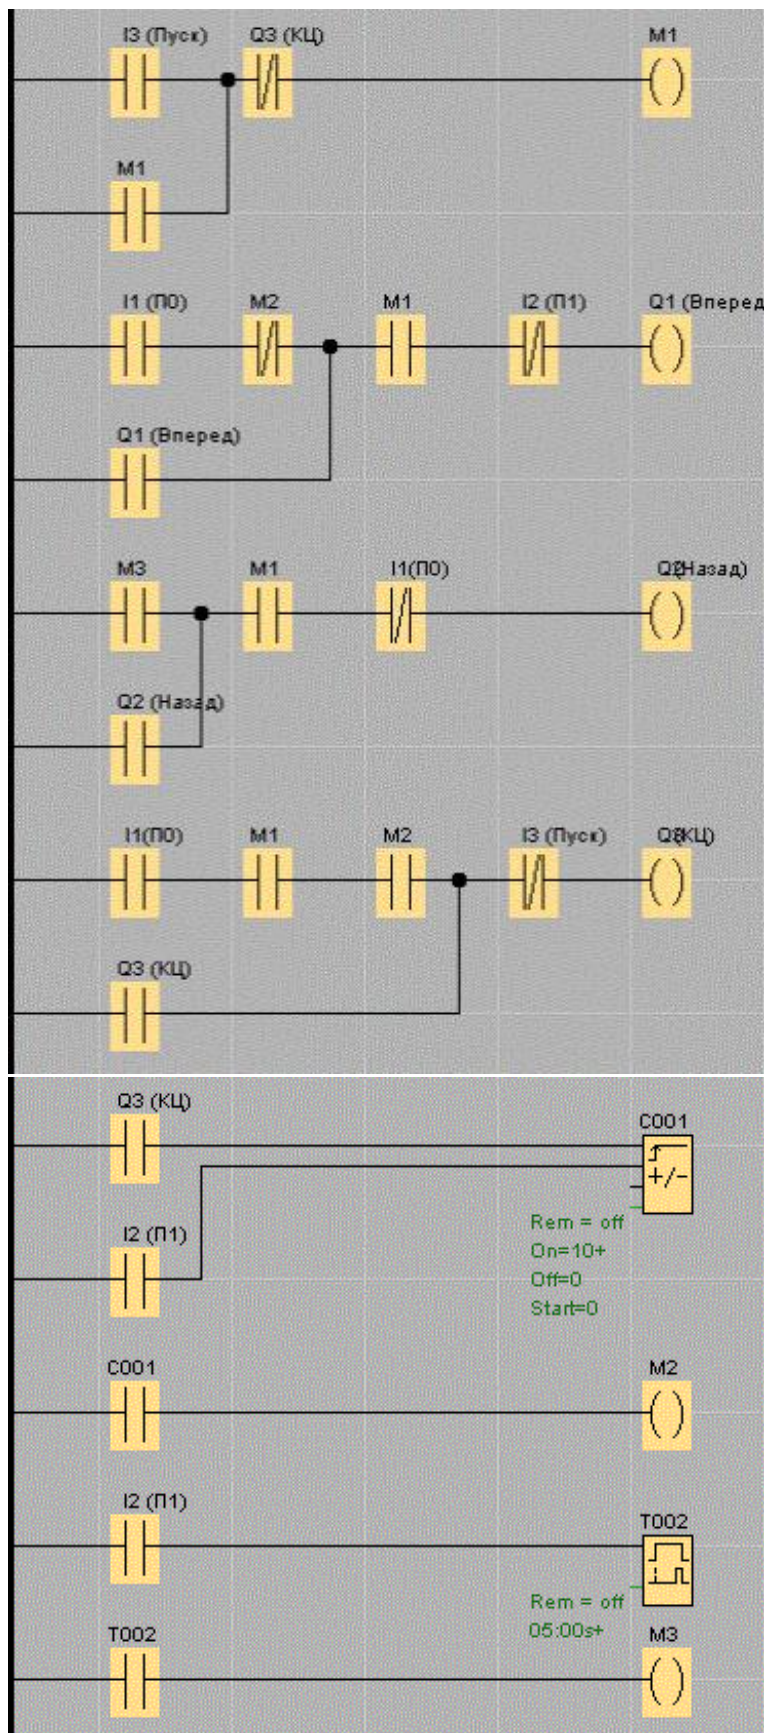 I3 (Пуск) Q3 (КЦ) M1
M1
I1 (П0) M2 M1 I2 (П1) Q1 (Вперед
Q1 (Вперед)
M3 M1 I1(П0) Q2(Назад)
Q2 (Назад)
I1(П0) M1 M2 I3 (Пуск) Q3(КЦ)
Q3 (КЦ)
Q3 (КЦ)
C001
+/-
Rem = off
I2 (П1)
On=10+
Off=0
Start=0
C001 M2
I2 (П1)
T002
Rem = off
05:00s+
T002 M3